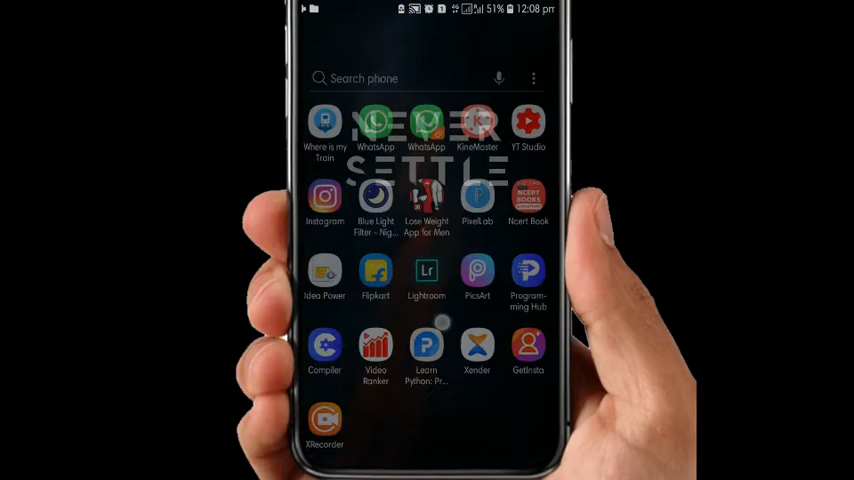 51% 12:08 pm
Search phone
NEVER
SETTLE
Where is my
Train
WhatsApp
WhatsApp
KineMaster
YT Studio
Instagram
Blue Light
Filter - Nig...
Lose Weight
App for Men
PixelLab
NCERT
BOOKS
Ncert Book
Idea Power
Flipkart
Lr
Lightroom
PicsArt
Program-
ming Hub
Compiler
Video
Ranker
Learn
Python: Pr...
Xender
GetInsta
XRecorder